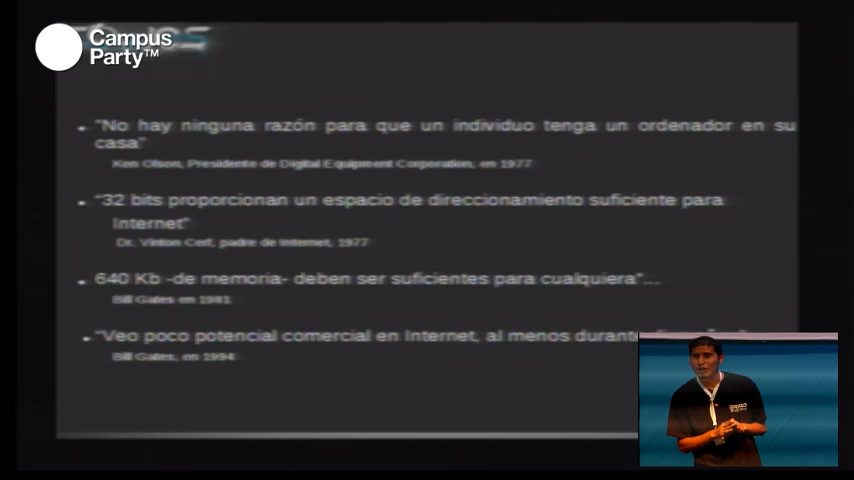 Campus
Party™
"No hay ninguna razón para que un individuo tenga un ordenador en su
casa"
Ken Olson, Presidente de Digital Equipment Corporation, en 1977
"32 bits proporcionan un espacio de direccionamiento suficiente para
Internet"
Dr. Vinton Cerf, padre de Internet, 1977
640 Kb -de memoria- deben ser suficientes para cualquiera"...
Bill Gates en 1981
"Veo poco potencial comercial en Internet, al menos durante
Bill Gates, en 1994